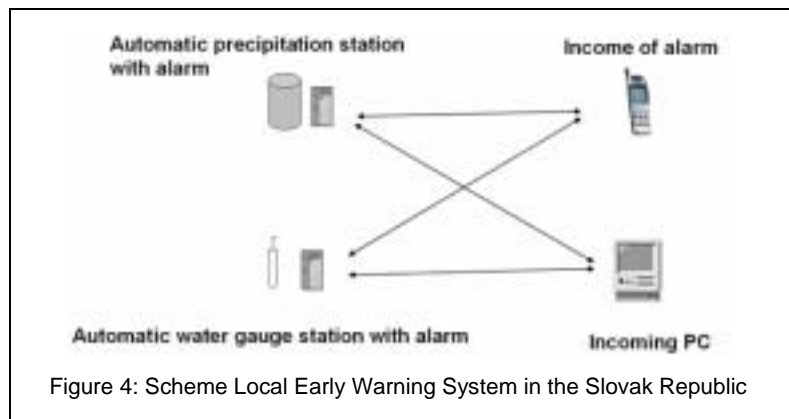 Automatic precipitation station
with alarm
Income of alarm
Automatic water gauge station with alarm
Incoming PC
Figure 4: Scheme Local Early Warning System in the Slovak Republic